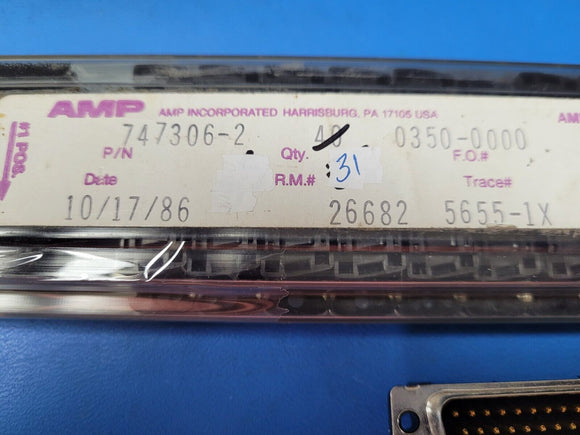 AMP AMP INCORPORATED HARRISBURG, PA 17105 USA AM
747306-2 40 0350-0000
P/N Qty. 31 F.O.#
Date R.M.# Trace#
10/17/86 26682 5655-1X
#1 POS.